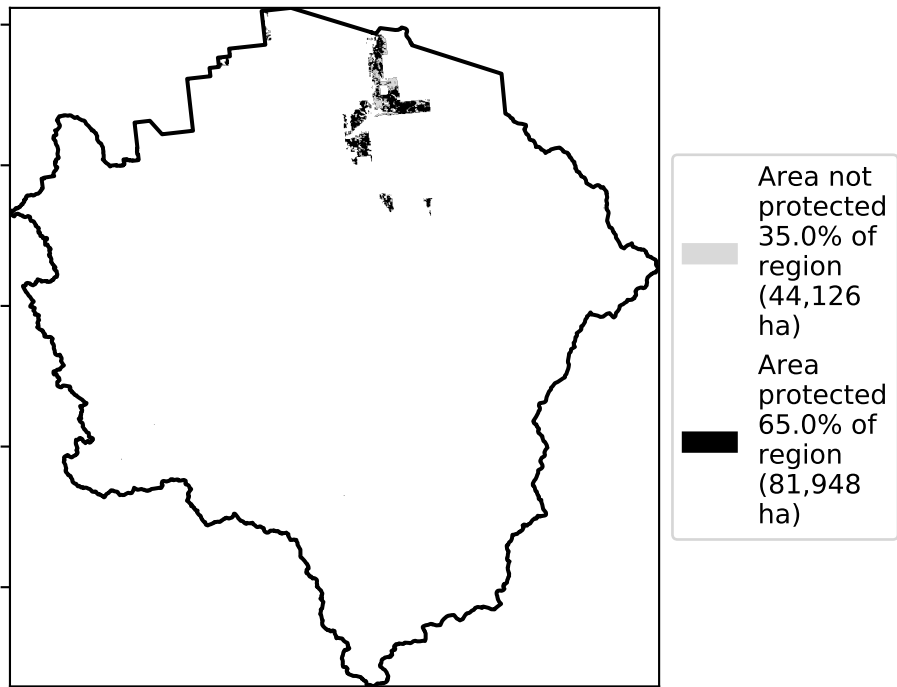 Area not
protected
35.0% of
region
(44,126
ha)
Area
protected
65.0% of
region
(81,948
ha)